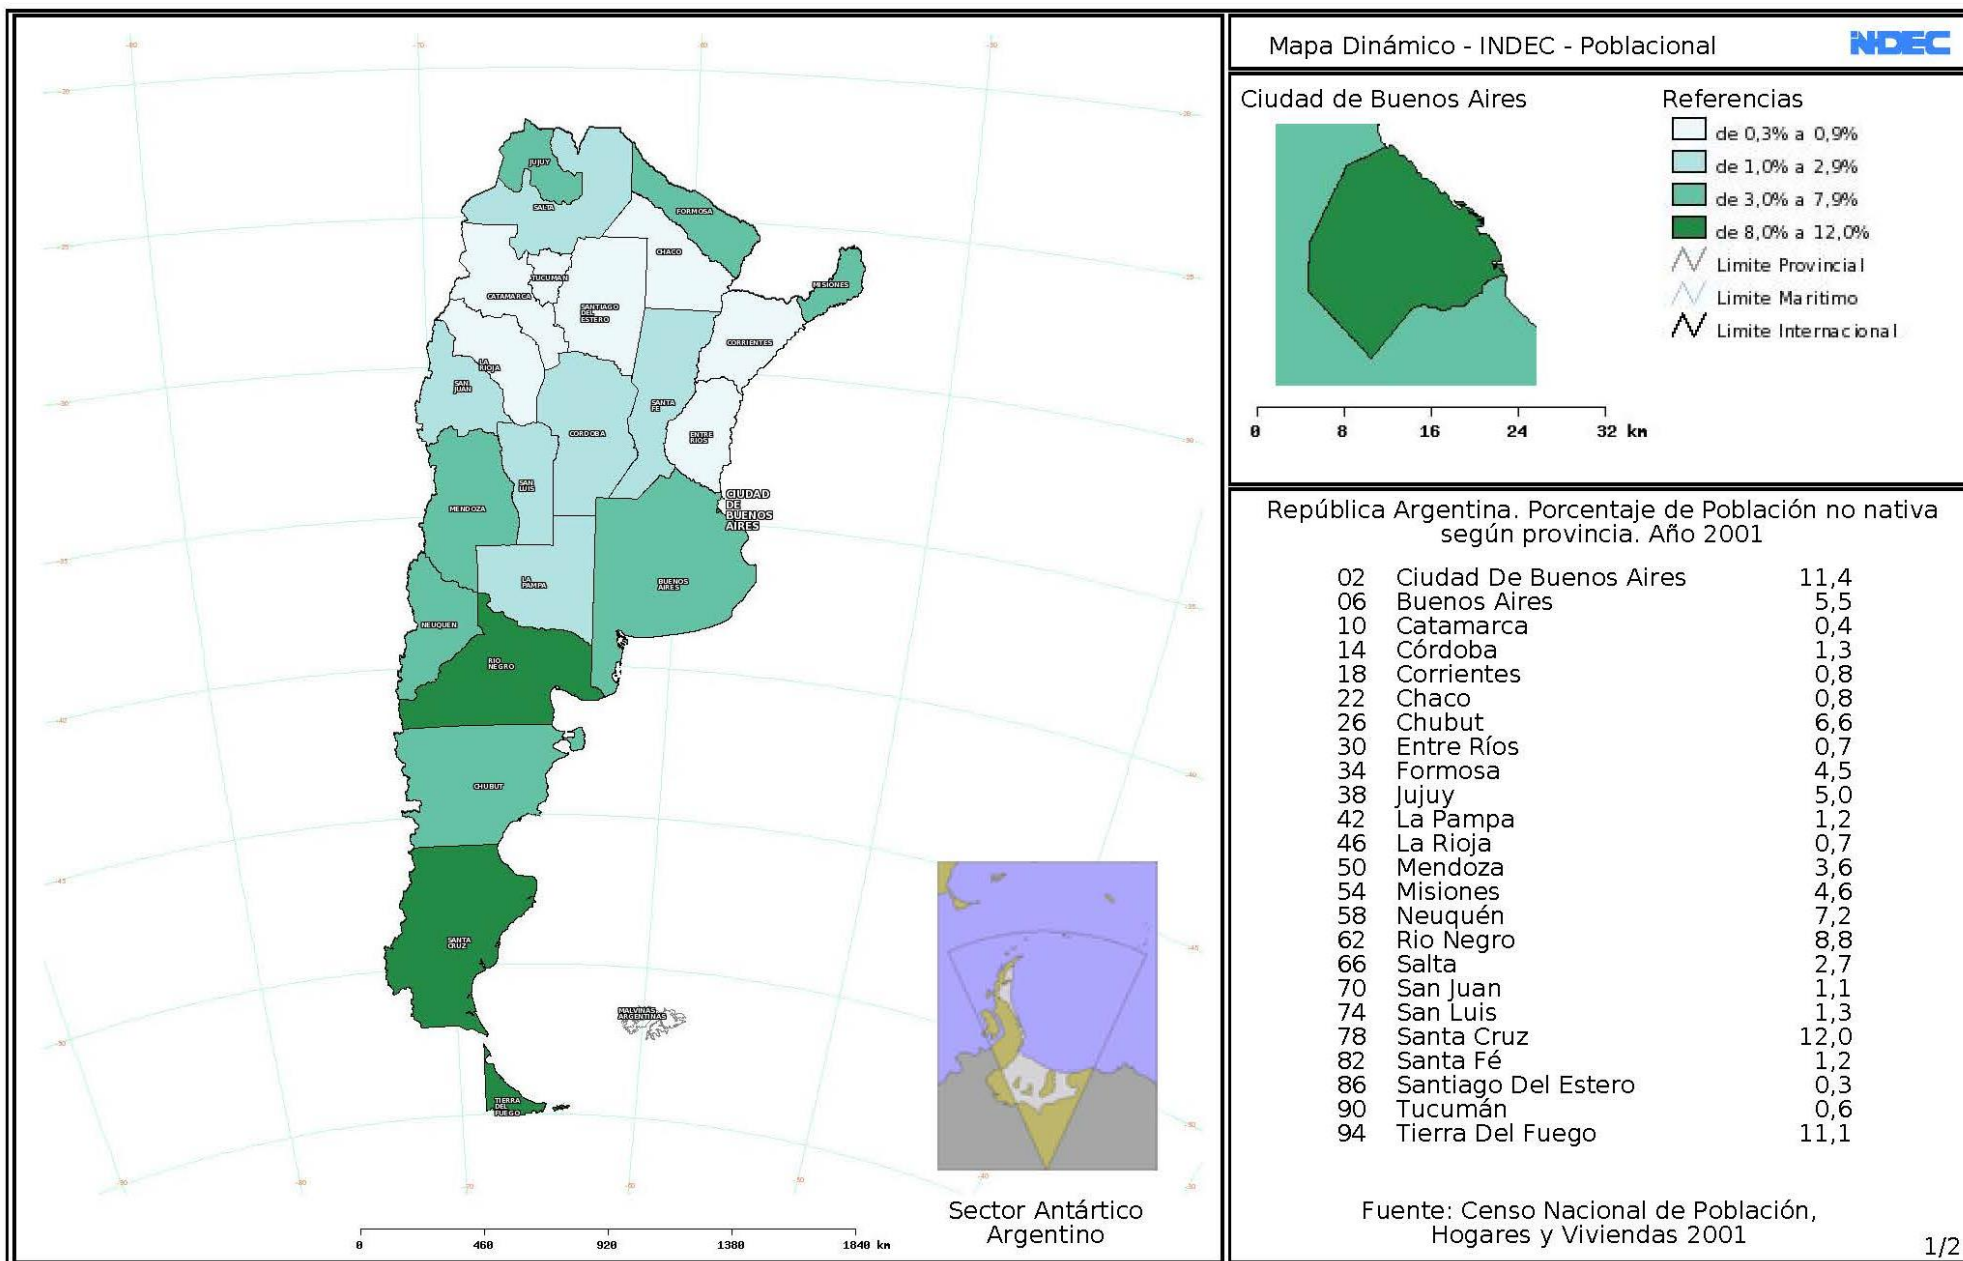 Mapa Dinámico - INDEC - Poblacional
INDEC
Ciudad de Buenos Aires
Referencias
de 0,3% a 0,9%
de 1,0% a 2,9%
de 3,0% a 7,9%
de 8,0% a 12,0%
Limite Provincial
Limite Maritimo
Limite Internacional
0 8 16 24 32 km
JUJUY
SALTA
FORMOSA
CHACO
TUCUMAN
MISIONES
CATAMARCA
SANTIAGO
DEL
ESTERO
CORRIENTES
LA
RIOJA
SAN
JUAN
SANTA
FE
CORDOBA
ENTRE
RIOS
SAN
LUIS
CIUDAD
DE
BUENOS
AIRES
MENDOZA
LA
PAMPA
BUENOS
AIRES
NEUQUEN
RIO
NEGRO
CHUBUT
SANTA
CRUZ
MALVINAS
ARGENTINAS
TIERRA
DEL
FUEGO
0 460 920 1380 1840 km
Sector Antártico
Argentino
República Argentina. Porcentaje de Población no nativa
según provincia. Año 2001
02 Ciudad De Buenos Aires 11,4
06 Buenos Aires 5,5
10 Catamarca 0,4
14 Córdoba 1,3
18 Corrientes 0,8
22 Chaco 0,8
26 Chubut 6,6
30 Entre Ríos 0,7
34 Formosa 4,5
38 Jujuy 5,0
42 La Pampa 1,2
46 La Rioja 0,7
50 Mendoza 3,6
54 Misiones 4,6
58 Neuquén 7,2
62 Rio Negro 8,8
66 Salta 2,7
70 San Juan 1,1
74 San Luis 1,3
78 Santa Cruz 12,0
82 Santa Fé 1,2
86 Santiago Del Estero 0,3
90 Tucumán 0,6
94 Tierra Del Fuego 11,1
Fuente: Censo Nacional de Población,
Hogares y Viviendas 2001
1/2